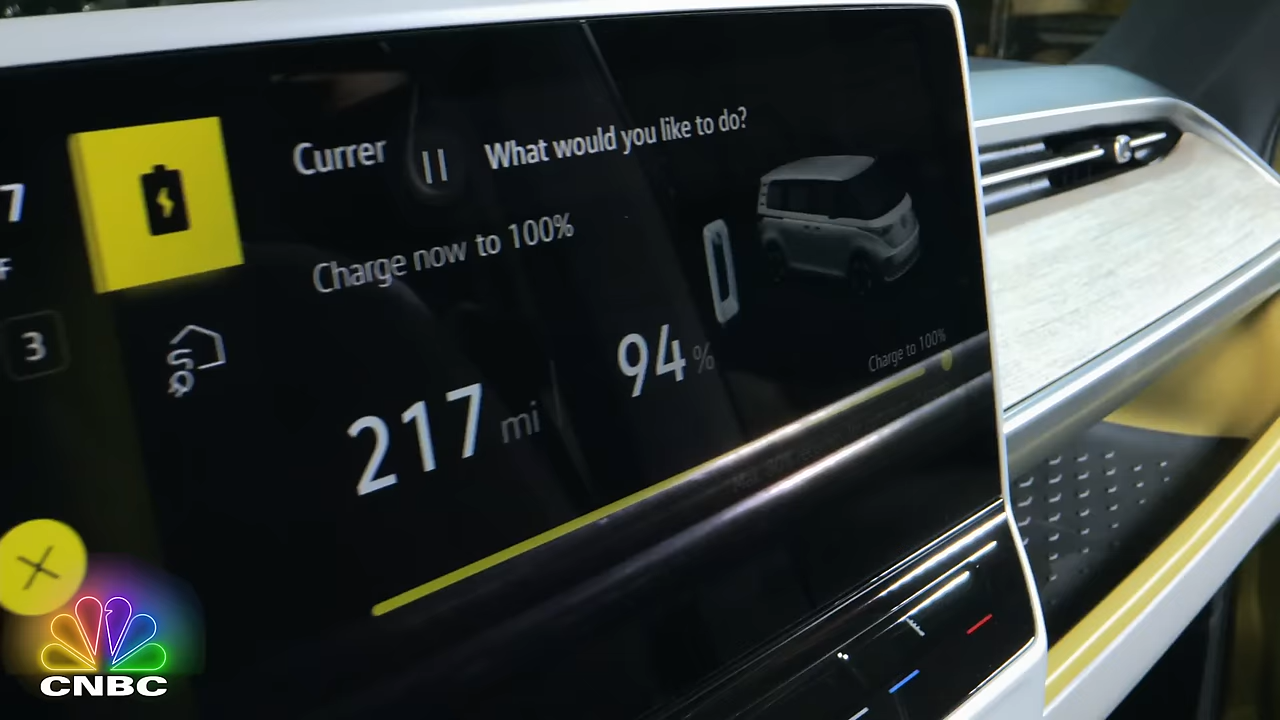 7
F
3
Currer
What would you like to do?
Charge now to 100%
217 mi
94 %
Charge to 100%
CNBC